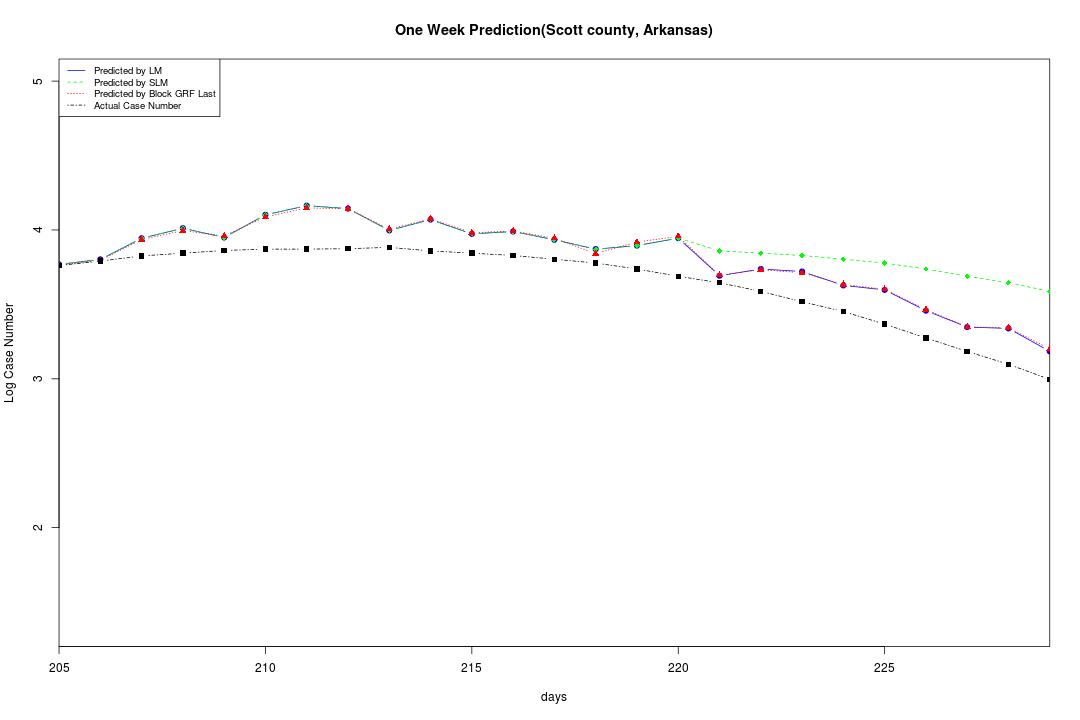 One Week Prediction(Scott county, Arkansas)
Predicted by LM
Predicted by SLM
Predicted by Block GRF Last
Actual Case Number
5
4
3
2
Log Case Number
205 210 215 220 225
days